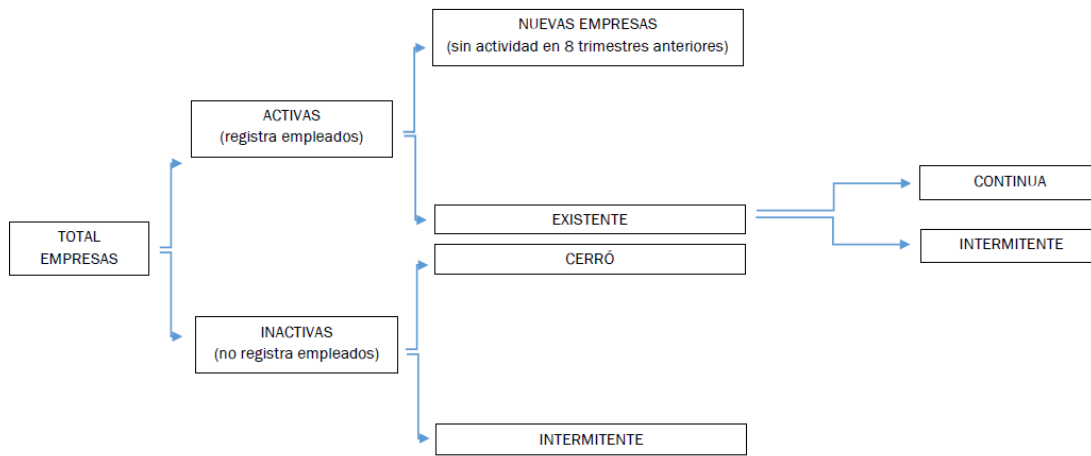 NUEVAS EMPRESAS
(sin actividad en 8 trimestres anteriores)
ACTIVAS
(registra empleados)
CONTINUA
EXISTENTE
TOTAL
EMPRESAS
INTERMITENTE
CERRÓ
INACTIVAS
(no registra empleados)
INTERMITENTE